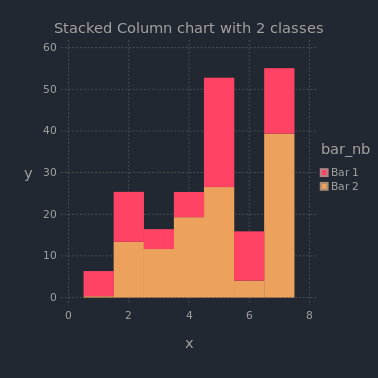 Stacked Column chart with 2 classes
60
50
40
30
20
10
0
y
0 2 4 6 8
x
bar_nb
Bar 1
Bar 2